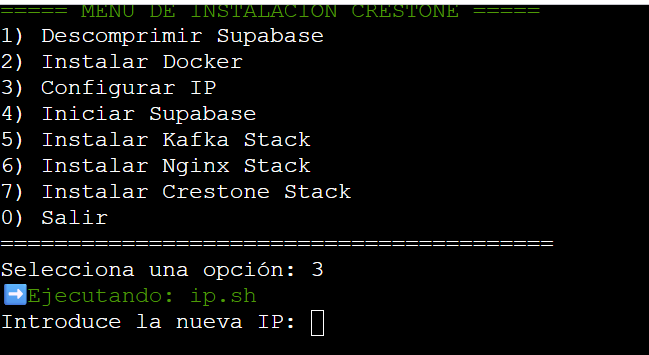 ===== MENÚ DE INSTALACIÓN CRESTONE =====
1) Descomprimir Supabase
2) Instalar Docker
3) Configurar IP
4) Iniciar Supabase
5) Instalar Kafka Stack
6) Instalar Nginx Stack
7) Instalar Crestone Stack
0) Salir
=========================================
Selecciona una opción: 3
➡️Ejecutando: ip.sh
Introduce la nueva IP: